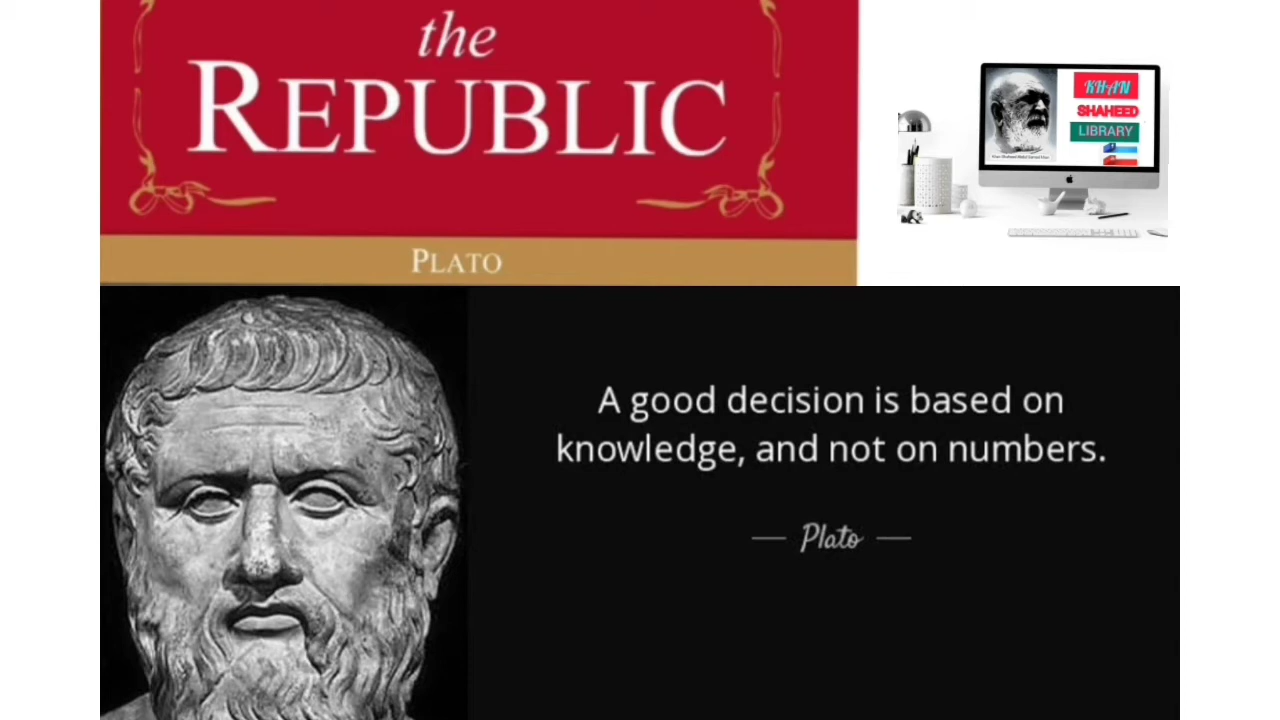 the
REPUBLIC
PLATO
KHAN
SHAHEED
LIBRARY
A good decision is based on
knowledge, and not on numbers.
Plato